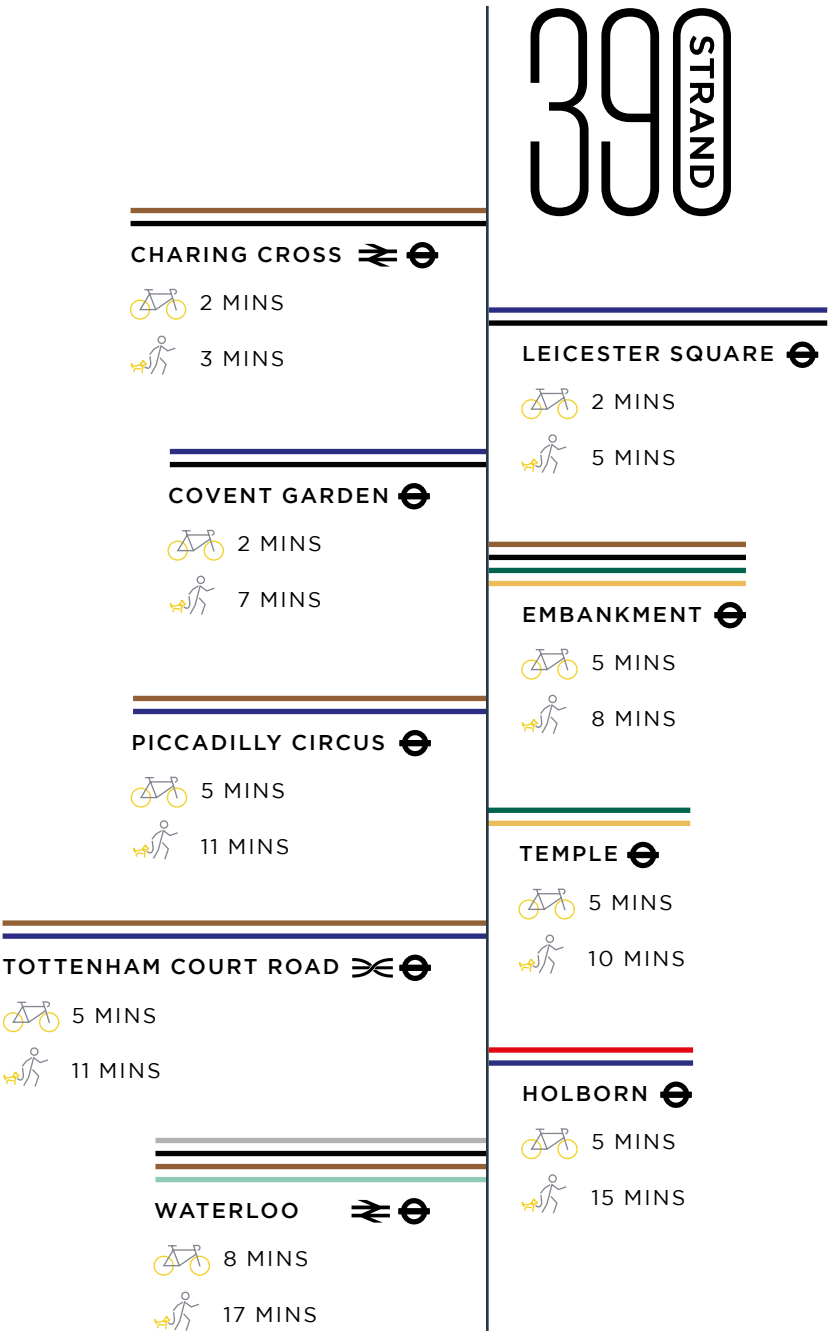 390
STRAND
CHARING CROSS
2 MINS
3 MINS
LEICESTER SQUARE
2 MINS
5 MINS
COVENT GARDEN
2 MINS
7 MINS
EMBANKMENT
5 MINS
8 MINS
PICCADILLY CIRCUS
5 MINS
11 MINS
TEMPLE
5 MINS
10 MINS
TOTTENHAM COURT ROAD
5 MINS
11 MINS
HOLBORN
5 MINS
15 MINS
WATERLOO
8 MINS
17 MINS